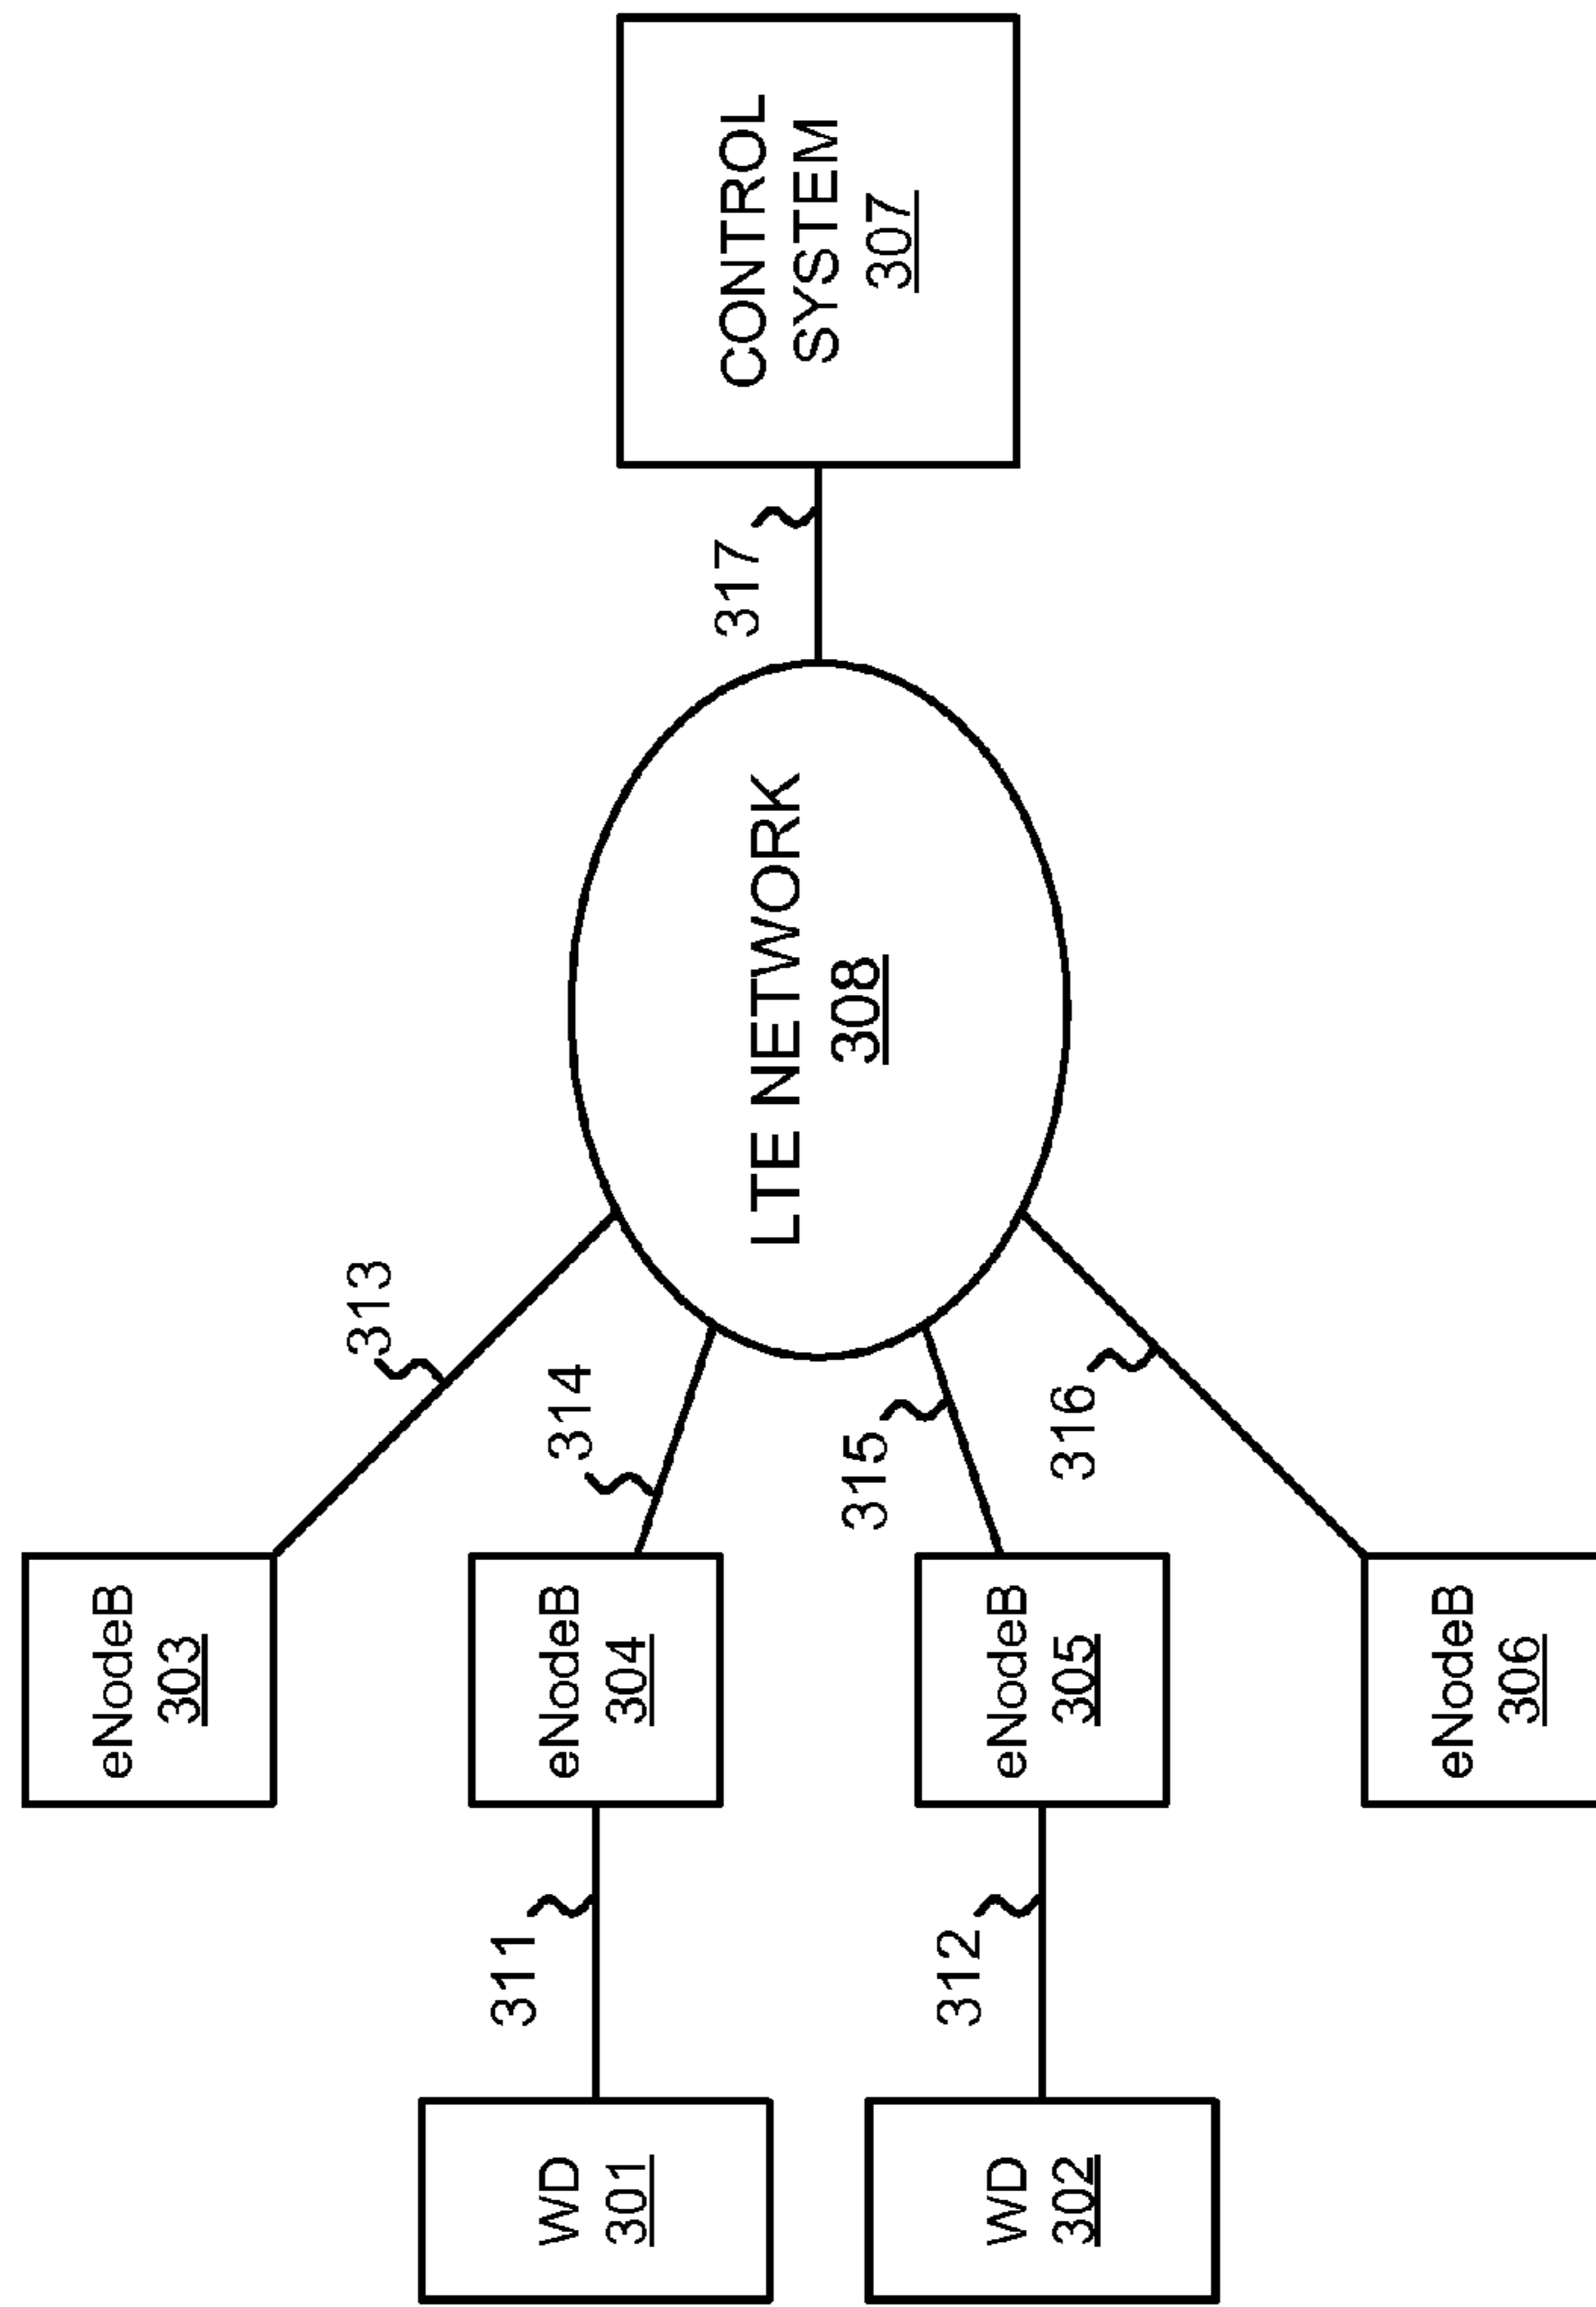 eNodeB
303
313
WD
301
311
eNodeB
304
314
LTE NETWORK
308
317
CONTROL
SYSTEM
307
WD
302
312
eNodeB
305
315
316
eNodeB
306